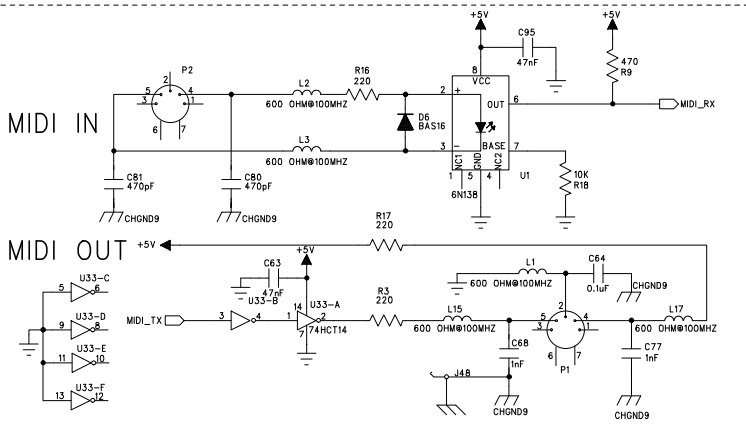 +5V
+5V
C95
47nF
P2
2
5
4
3
1
6
7
L2
600 OHM@100MHZ
R16
220
8
VCC
470
R9
2
+
OUT
6
MIDI_RX
MIDI IN
D6
BAS16
L3
600 OHM@100MHZ
3
–
BASE
7
NC1
GND
NC2
U1
1
5
4
6N138
10K
R18
C81
470pF
C80
470pF
CHGND9
CHGND9
R17
220
MIDI OUT
+5V
+5V
C63
47nF
L1
600 OHM@100MHZ
C64
0.1uF
CHGND9
U33-C
5
6
U33-B
U33-A
14
R3
220
L15
600 OHM@100MHZ
2
L17
600 OHM@100MHZ
U33-D
9
8
MIDI_TX
3
4
1
2
74HCT14
7
5
4
3
1
6
7
P1
U33-E
11
10
C68
1nF
C77
1nF
U33-F
13
12
J48
CHGND9
CHGND9